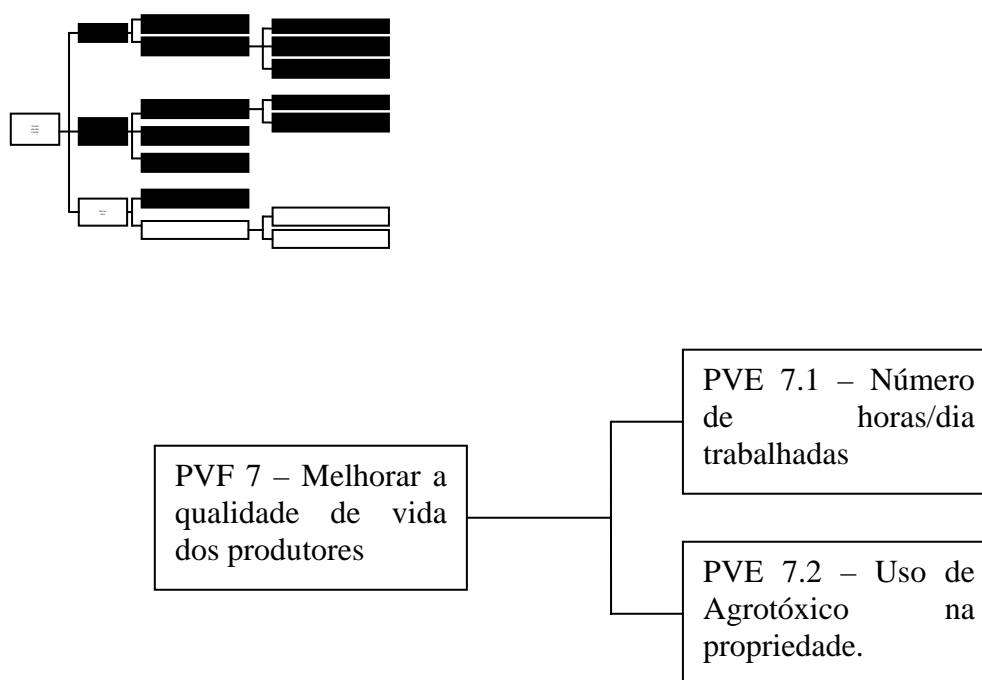 PVF 7 – Melhorar a
qualidade de vida
dos produtores
PVE 7.1 – Número
de horas/dia
trabalhadas
PVE 7.2 – Uso de
Agrotóxico na
propriedade.